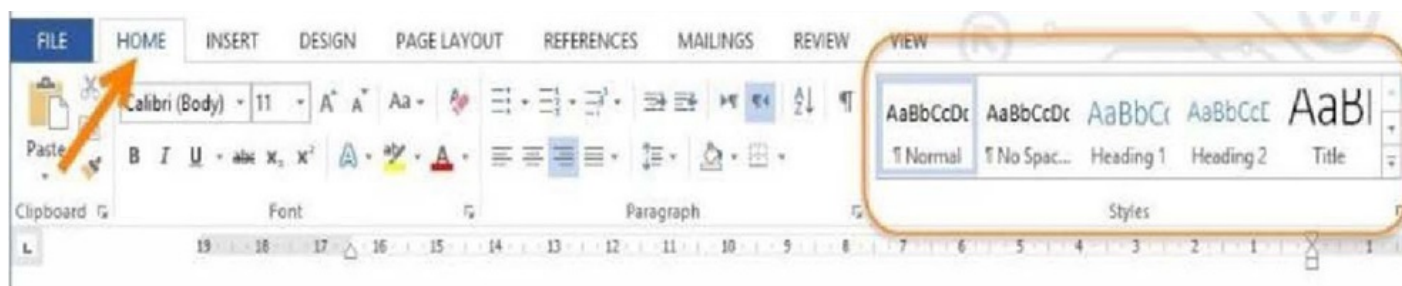 FILE HOME INSERT DESIGN PAGE LAYOUT REFERENCES MAILINGS REVIEW VIEW
Calibri (Body) 11 A A Aa
AaBbCcDc AaBbCcDc AaBbCc AaBbCcE AaBl
Paste
B I U abc x₂ x² A aby A
¶ Normal ¶ No Spac... Heading 1 Heading 2 Title
Clipboard Font Paragraph Styles
L 19 18 17 16 15 14 13 12 11 10 9 8 7 6 5 4 3 2 1 1